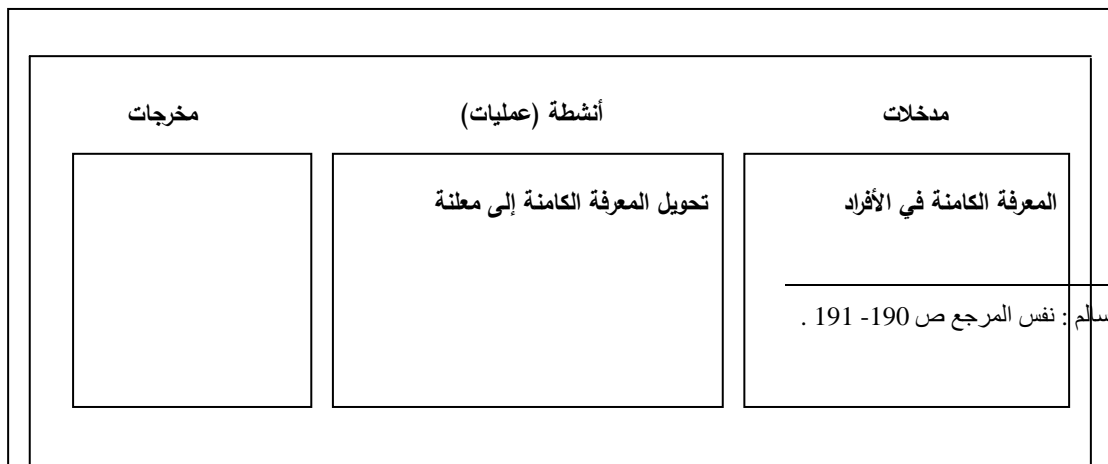 مدخلات أنشطة (عمليات) مخرجات
المعرفة الكامنة في الأفراد
تحويل المعرفة الكامنة إلى معلنة
سالم : نفس المرجع ص 190- 191 .